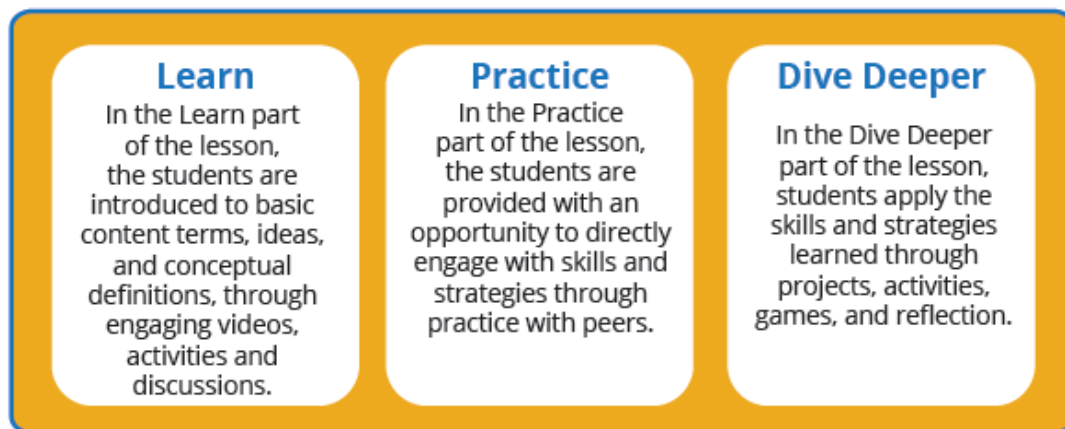 Learn
In the Learn part
of the lesson,
the students are
introduced to basic
content terms, ideas,
and conceptual
definitions, through
engaging videos,
activities and
discussions.
Practice
In the Practice
part of the lesson,
the students are
provided with an
opportunity to directly
engage with skills and
strategies through
practice with peers.
Dive Deeper
In the Dive Deeper
part of the lesson,
students apply the
skills and strategies
learned through
projects, activities,
games, and reflection.